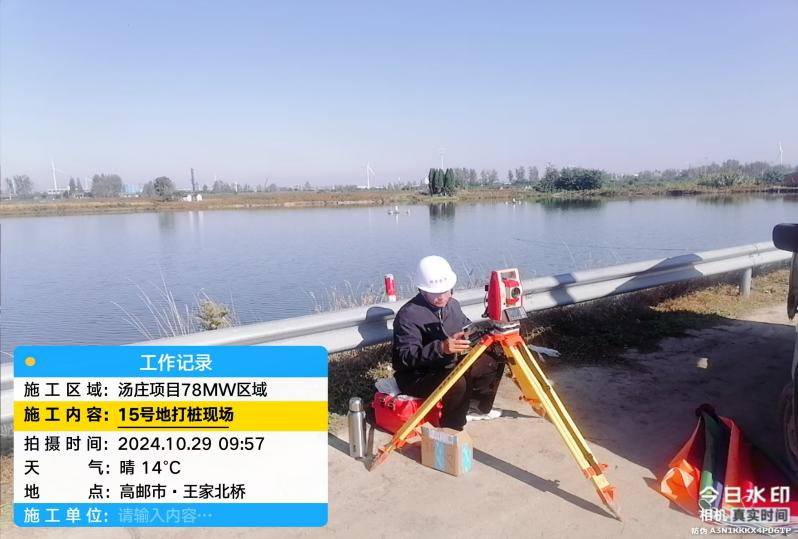 工作记录
施工区域：汤庄项目78MW区域
施工内容：15号地打桩现场
拍摄时间：2024.10.29 09:57
天气：晴 14℃
地点：高邮市·王家北桥
施工单位：请输入内容…
今日水印
相机 真实时间
防伪 A3N1KKKX4PD6TP